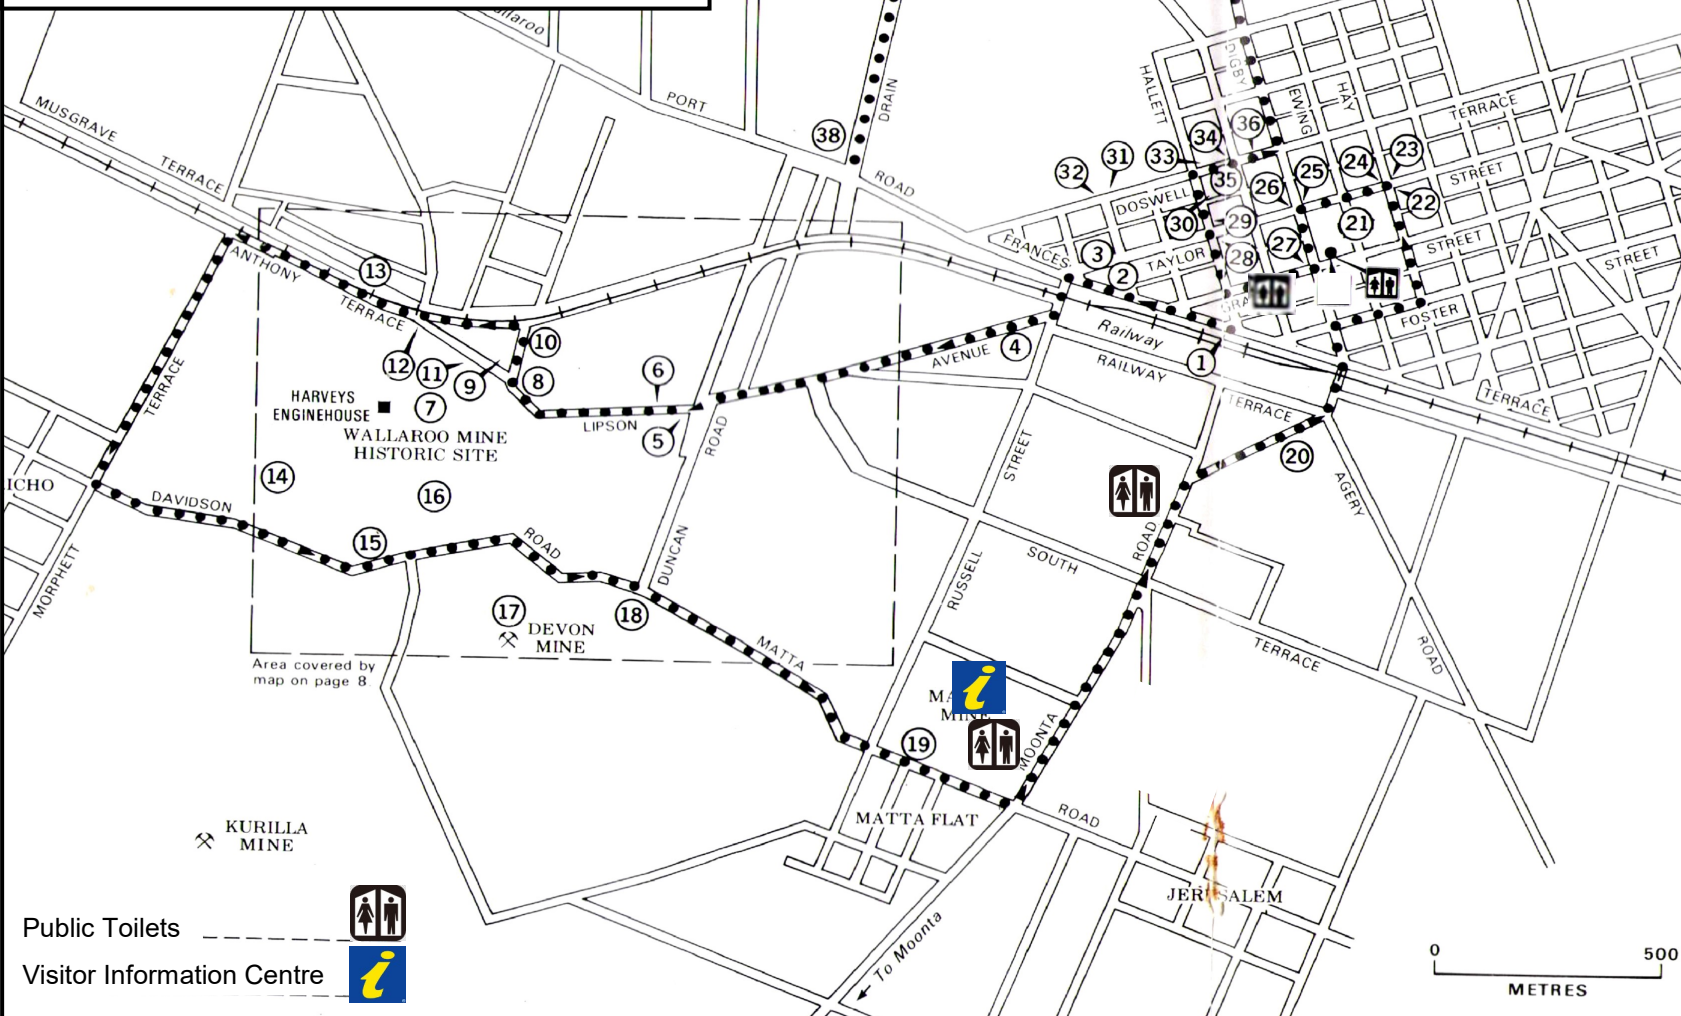 PORT
ROAD
DRAIN
38
MUSGRAVE
TERRACE
HALLETT
DIGBY
EWING
HAY
TERRACE
STREET
STREET
STREET
36
34
33
31
32
35
30
29
28
26
25
24
23
22
21
27
DOSWELL
TAYLOR
FRANCES
3
2
FOSTER
TERRACE
ANTHONY
TERRACE
13
12
11
9
10
8
7
6
5
4
1
AVENUE
Railway
RAILWAY
TERRACE
LIPSON
ROAD
DUNCAN
HARVEYS
ENGINEHOUSE
WALLAROO MINE
HISTORIC SITE
TERRACE
ICHO
14
16
DAVIDSON
ROAD
15
MORPHETT
17
DEVON
MINE
18
MATTA
STREET
RUSSELL
SOUTH
TERRACE
ROAD
20
AGERY
ROAD
Area covered by
map on page 8
MA
MINE
19
MOONTA
ROAD
MATTA FLAT
KURILLA
MINE
JERUSALEM
To Moonta
Public Toilets
Visitor Information Centre
0 500
METRES